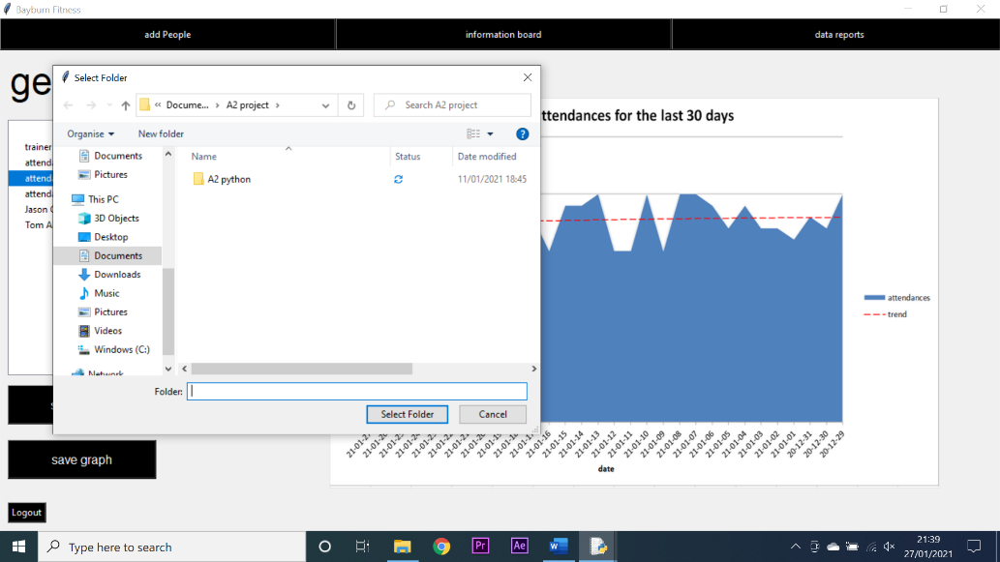 Bayburn Fitness
add People
information board
data reports
ge
Select Folder
« Docume... › A2 project ›
Search A2 project
Organise
New folder
?
Documents
Pictures
This PC
3D Objects
Desktop
Documents
Downloads
Music
Pictures
Videos
Windows (C:)
Network
Name
Status
Date modified
A2 python
11/01/2021 18:45
Folder:
Select Folder
Cancel
trainer
attend
attend
attend
Jason
Tom A
ttendances for the last 30 days
attendances
trend
21-01-16
21-01-15
21-01-14
21-01-13
21-01-12
21-01-11
21-01-10
21-01-09
21-01-08
21-01-07
21-01-06
21-01-05
21-01-04
21-01-03
21-01-02
21-01-01
20-12-31
20-12-30
20-12-29
date
save graph
Logout
Type here to search
Pr
Ae
21:39
27/01/2021